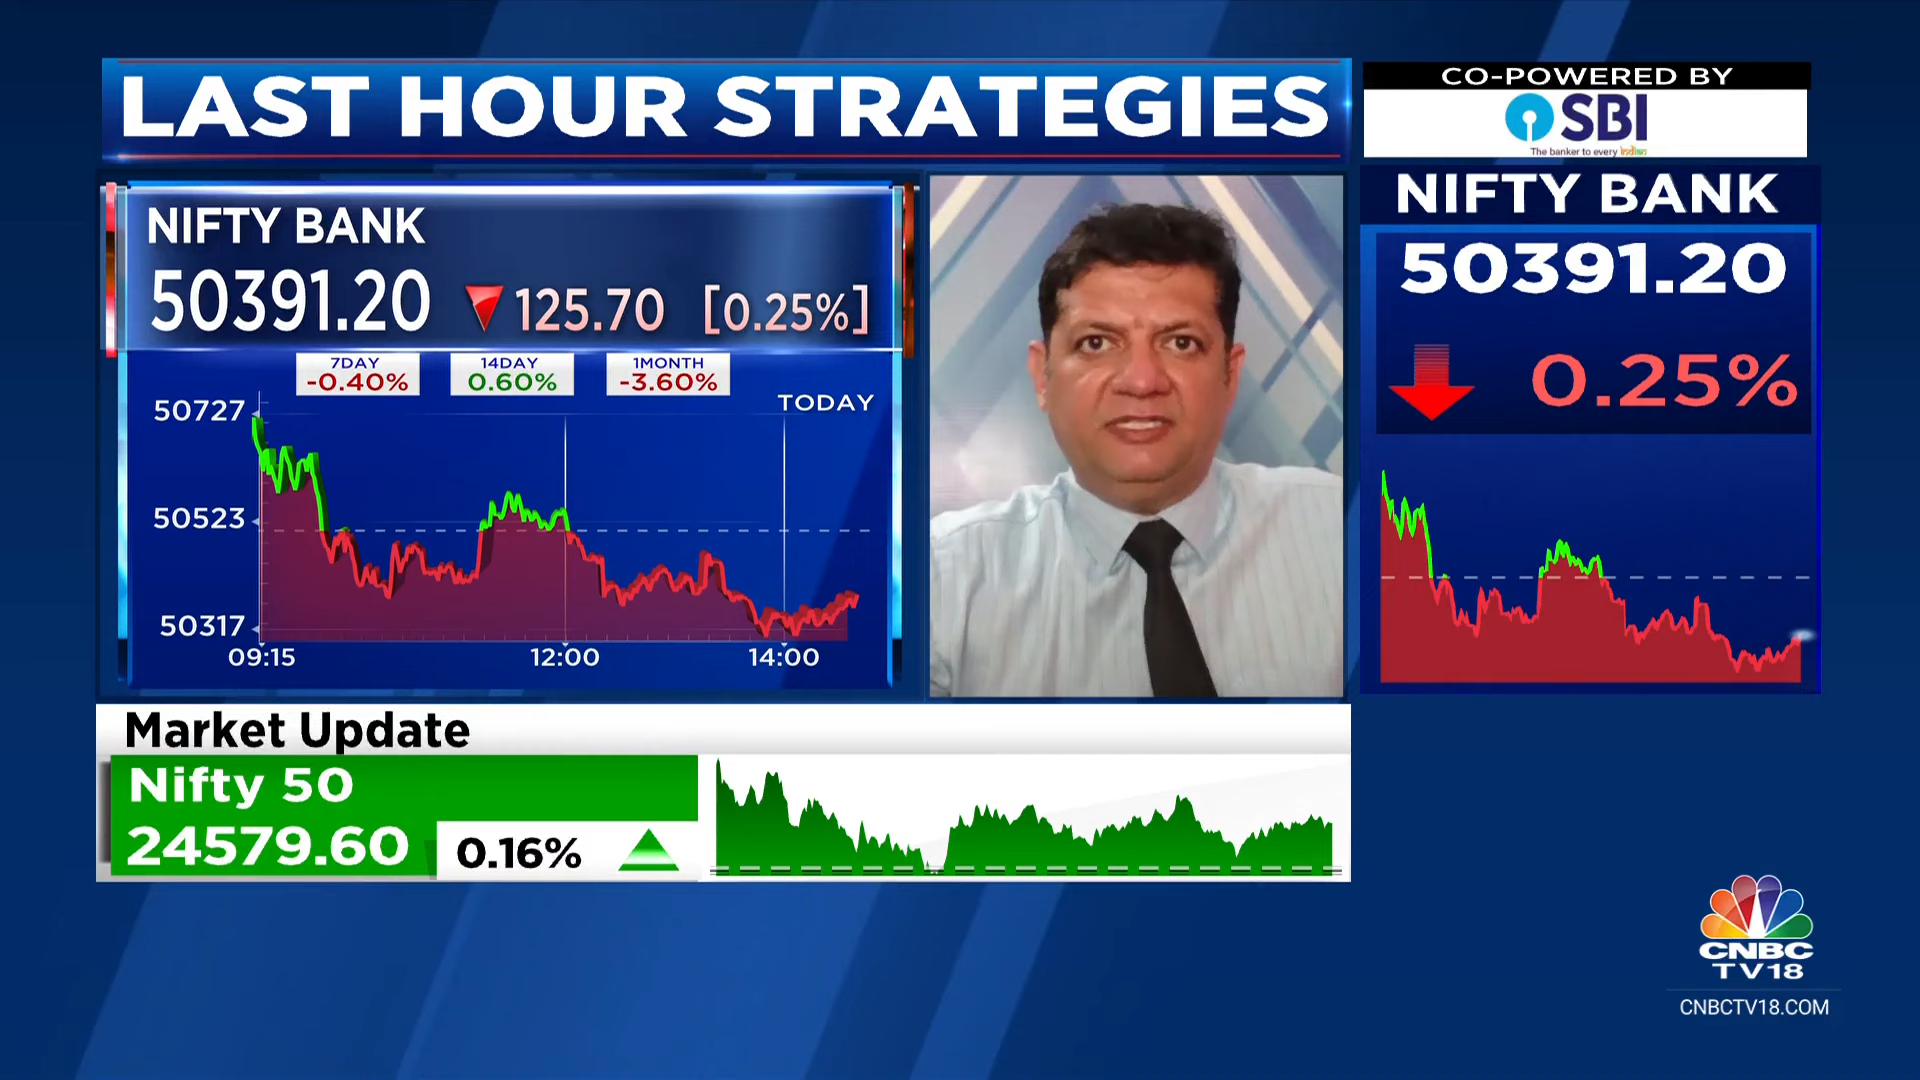 LAST HOUR STRATEGIES
CO-POWERED BY
SBI
The banker to every indian
NIFTY BANK
50391.20 125.70 [0.25%]
7DAY
-0.40%
14DAY
0.60%
1MONTH
-3.60%
TODAY
50727
50523
50317
09:15 12:00 14:00
NIFTY BANK
50391.20
0.25%
Market Update
Nifty 50
24579.60 0.16%
CNBC
TV18
CNBCTV18.COM